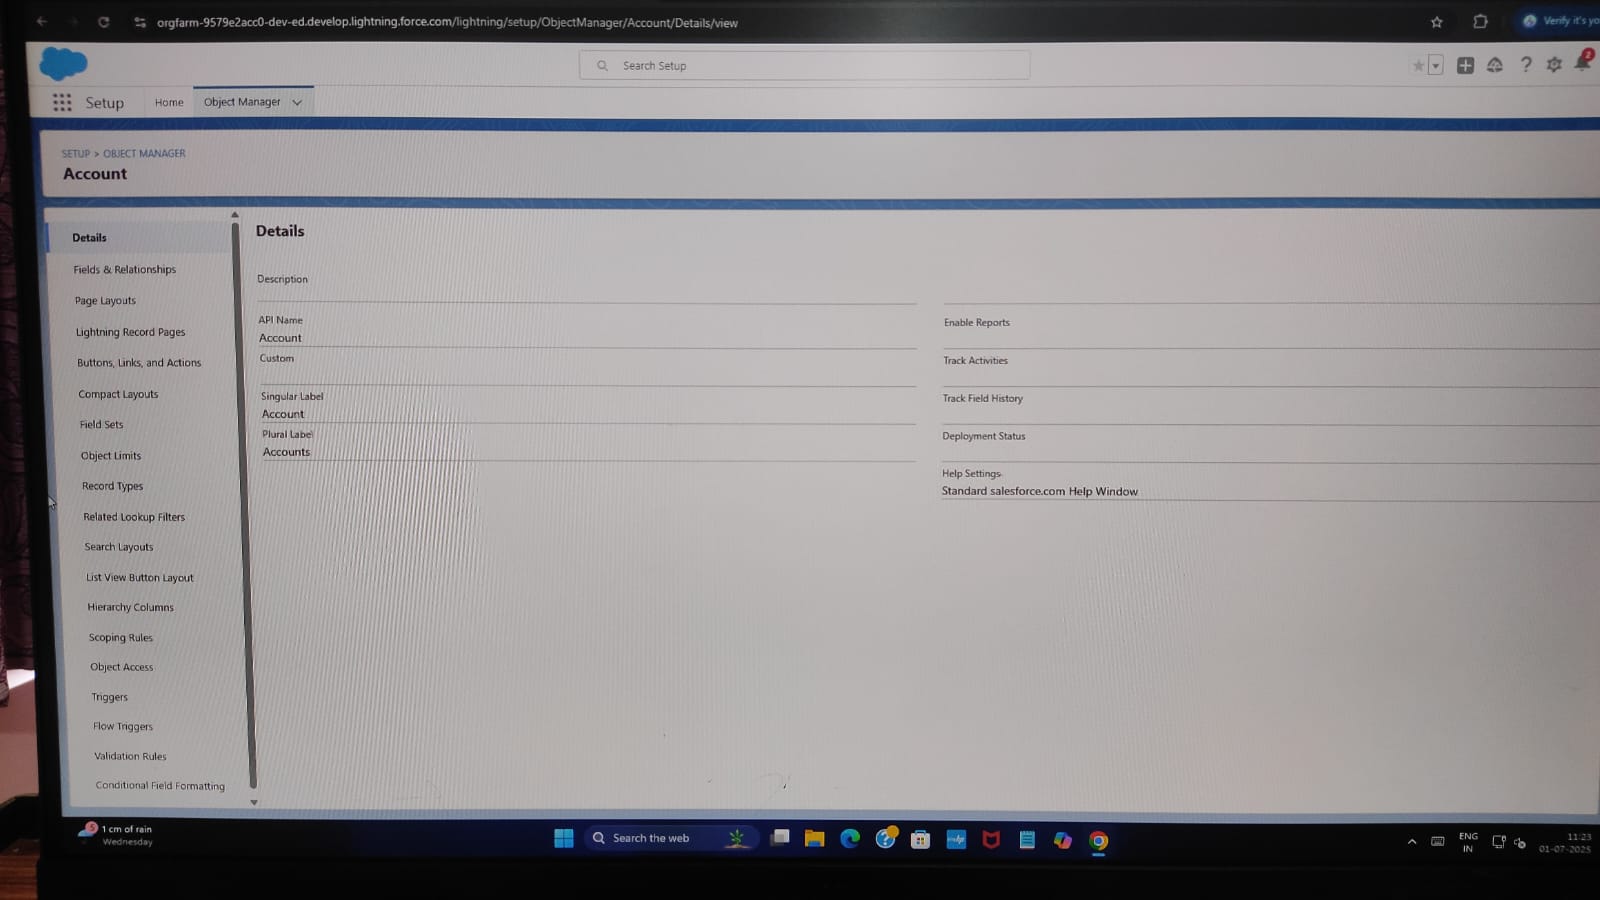 orgfarm-9579e2acc0-dev-ed.develop.lightning.force.com/lightning/setup/ObjectManager/Account/Details/view
Verify it's yo
Search Setup
2
Setup
Home
Object Manager
SETUP > OBJECT MANAGER
Account
Details
Fields & Relationships
Page Layouts
Lightning Record Pages
Buttons, Links, and Actions
Compact Layouts
Field Sets
Object Limits
Record Types
Related Lookup Filters
Search Layouts
List View Button Layout
Hierarchy Columns
Scoping Rules
Object Access
Triggers
Flow Triggers
Validation Rules
Conditional Field Formatting
Details
Description
API Name
Account
Custom
Singular Label
Account
Plural Label
Accounts
Enable Reports
Track Activities
Track Field History
Deployment Status
Help Settings
Standard salesforce.com Help Window
5
1 cm of rain
Wednesday
Search the web
ENG
IN
11:23
01-07-2025